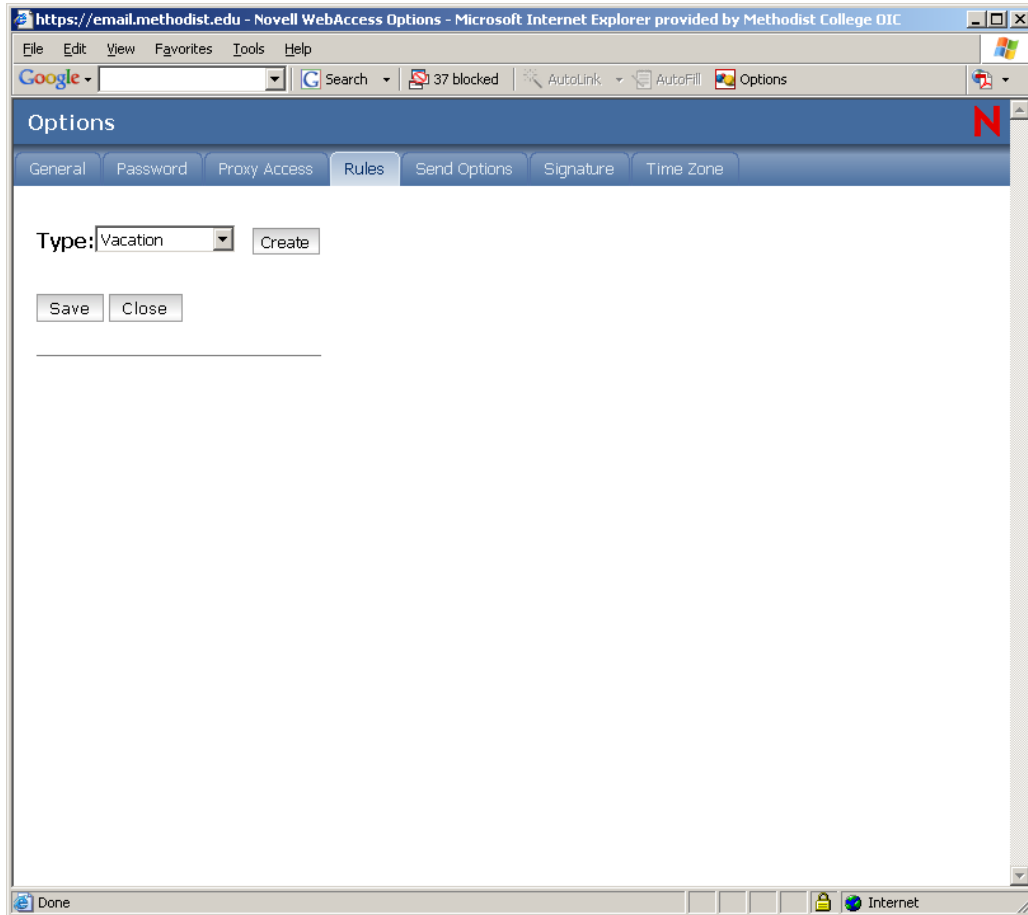 https://email.methodist.edu - Novell WebAccess Options - Microsoft Internet Explorer provided by Methodist College OIC
File Edit View Favorites Tools Help
Google Search 37 blocked AutoLink AutoFill Options
Options N
General Password Proxy Access Rules Send Options Signature Time Zone
Type: Vacation Create
Save Close
Done Internet